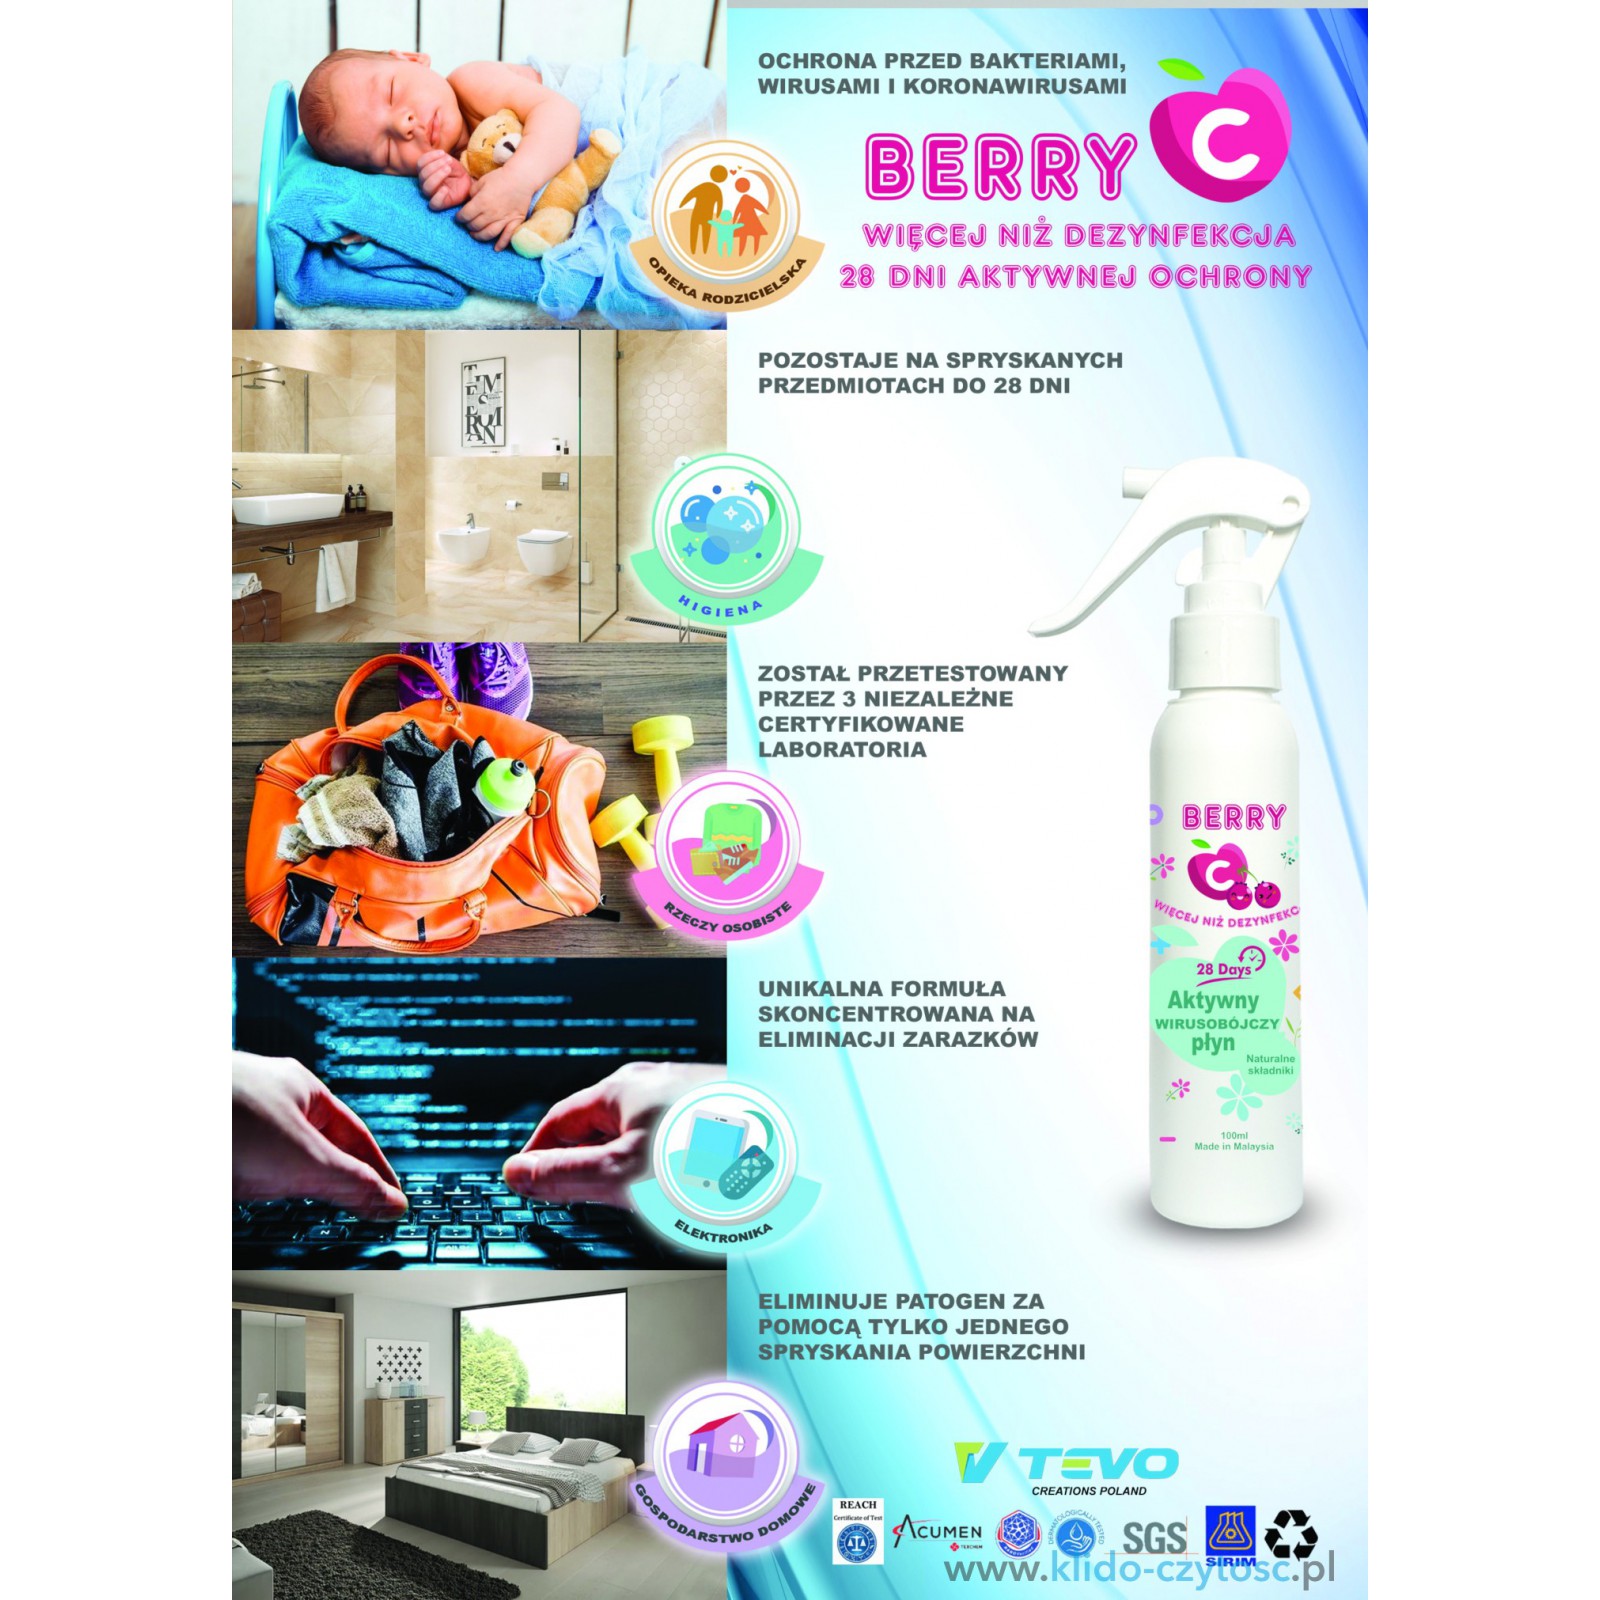 OCHRONA PRZED BAKTERIAMI,
WIRUSAMI I KORONAWIRUSAMI
BERRY C
WIĘCEJ NIŻ DEZYNFEKCJA
28 DNI AKTYWNEJ OCHRONY
OPIEKA RODZICIELSKA
POZOSTAJE NA SPRYSKANYCH
PRZEDMIOTACH DO 28 DNI
HIGIENA
ZOSTAŁ PRZETESTOWANY
PRZEZ 3 NIEZALEŻNE
CERTYFIKOWANE
LABORATORIA
RZECZY OSOBISTE
BERRY
C
WIĘCEJ NIŻ DEZYNFEKC
28 Days
Aktywny
WIRUSOBÓJCZY
płyn
Naturalne
składniki
100ml
Made in Malaysia
UNIKALNA FORMUŁA
SKONCENTROWANA NA
ELIMINACJI ZARAZKÓW
ELEKTRONIKA
ELIMINUJE PATOGEN ZA
POMOCĄ TYLKO JEDNEGO
SPRYSKANIA POWIERZCHNI
GOSPODARSTWO DOMOWE
TEVO
CREATIONS POLAND
REACH
Certificate of Test
ACUMEN
DERMATOLOGICALLY TESTED
SGS
SIRIM
www.klido-czytosc.pl